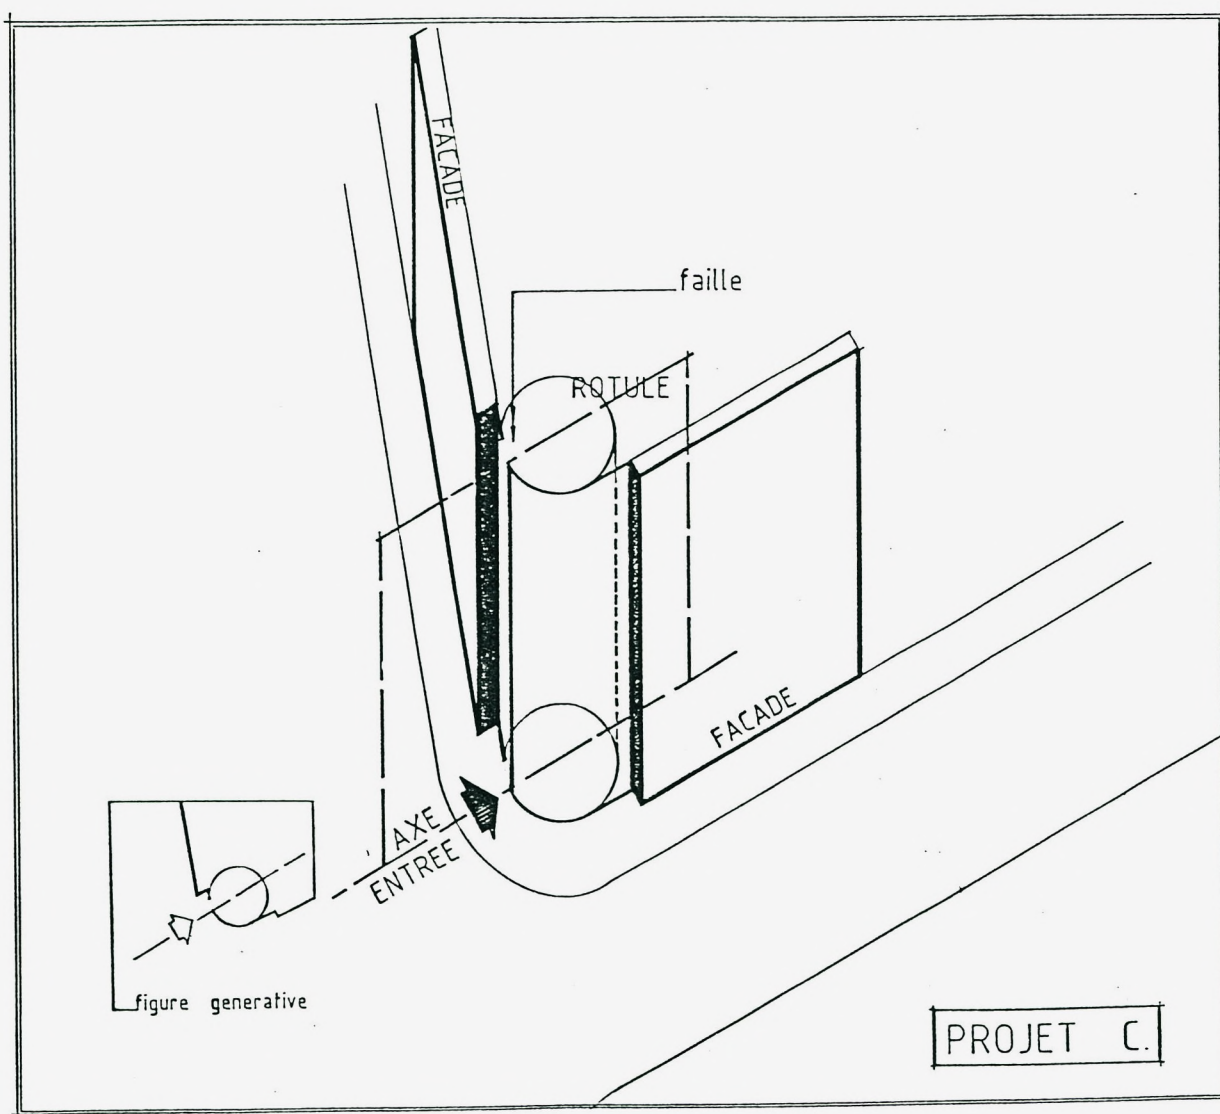 FACADE
faille
ROTULE
FACADE
AXE
ENTREE
figure generative
PROJET C.